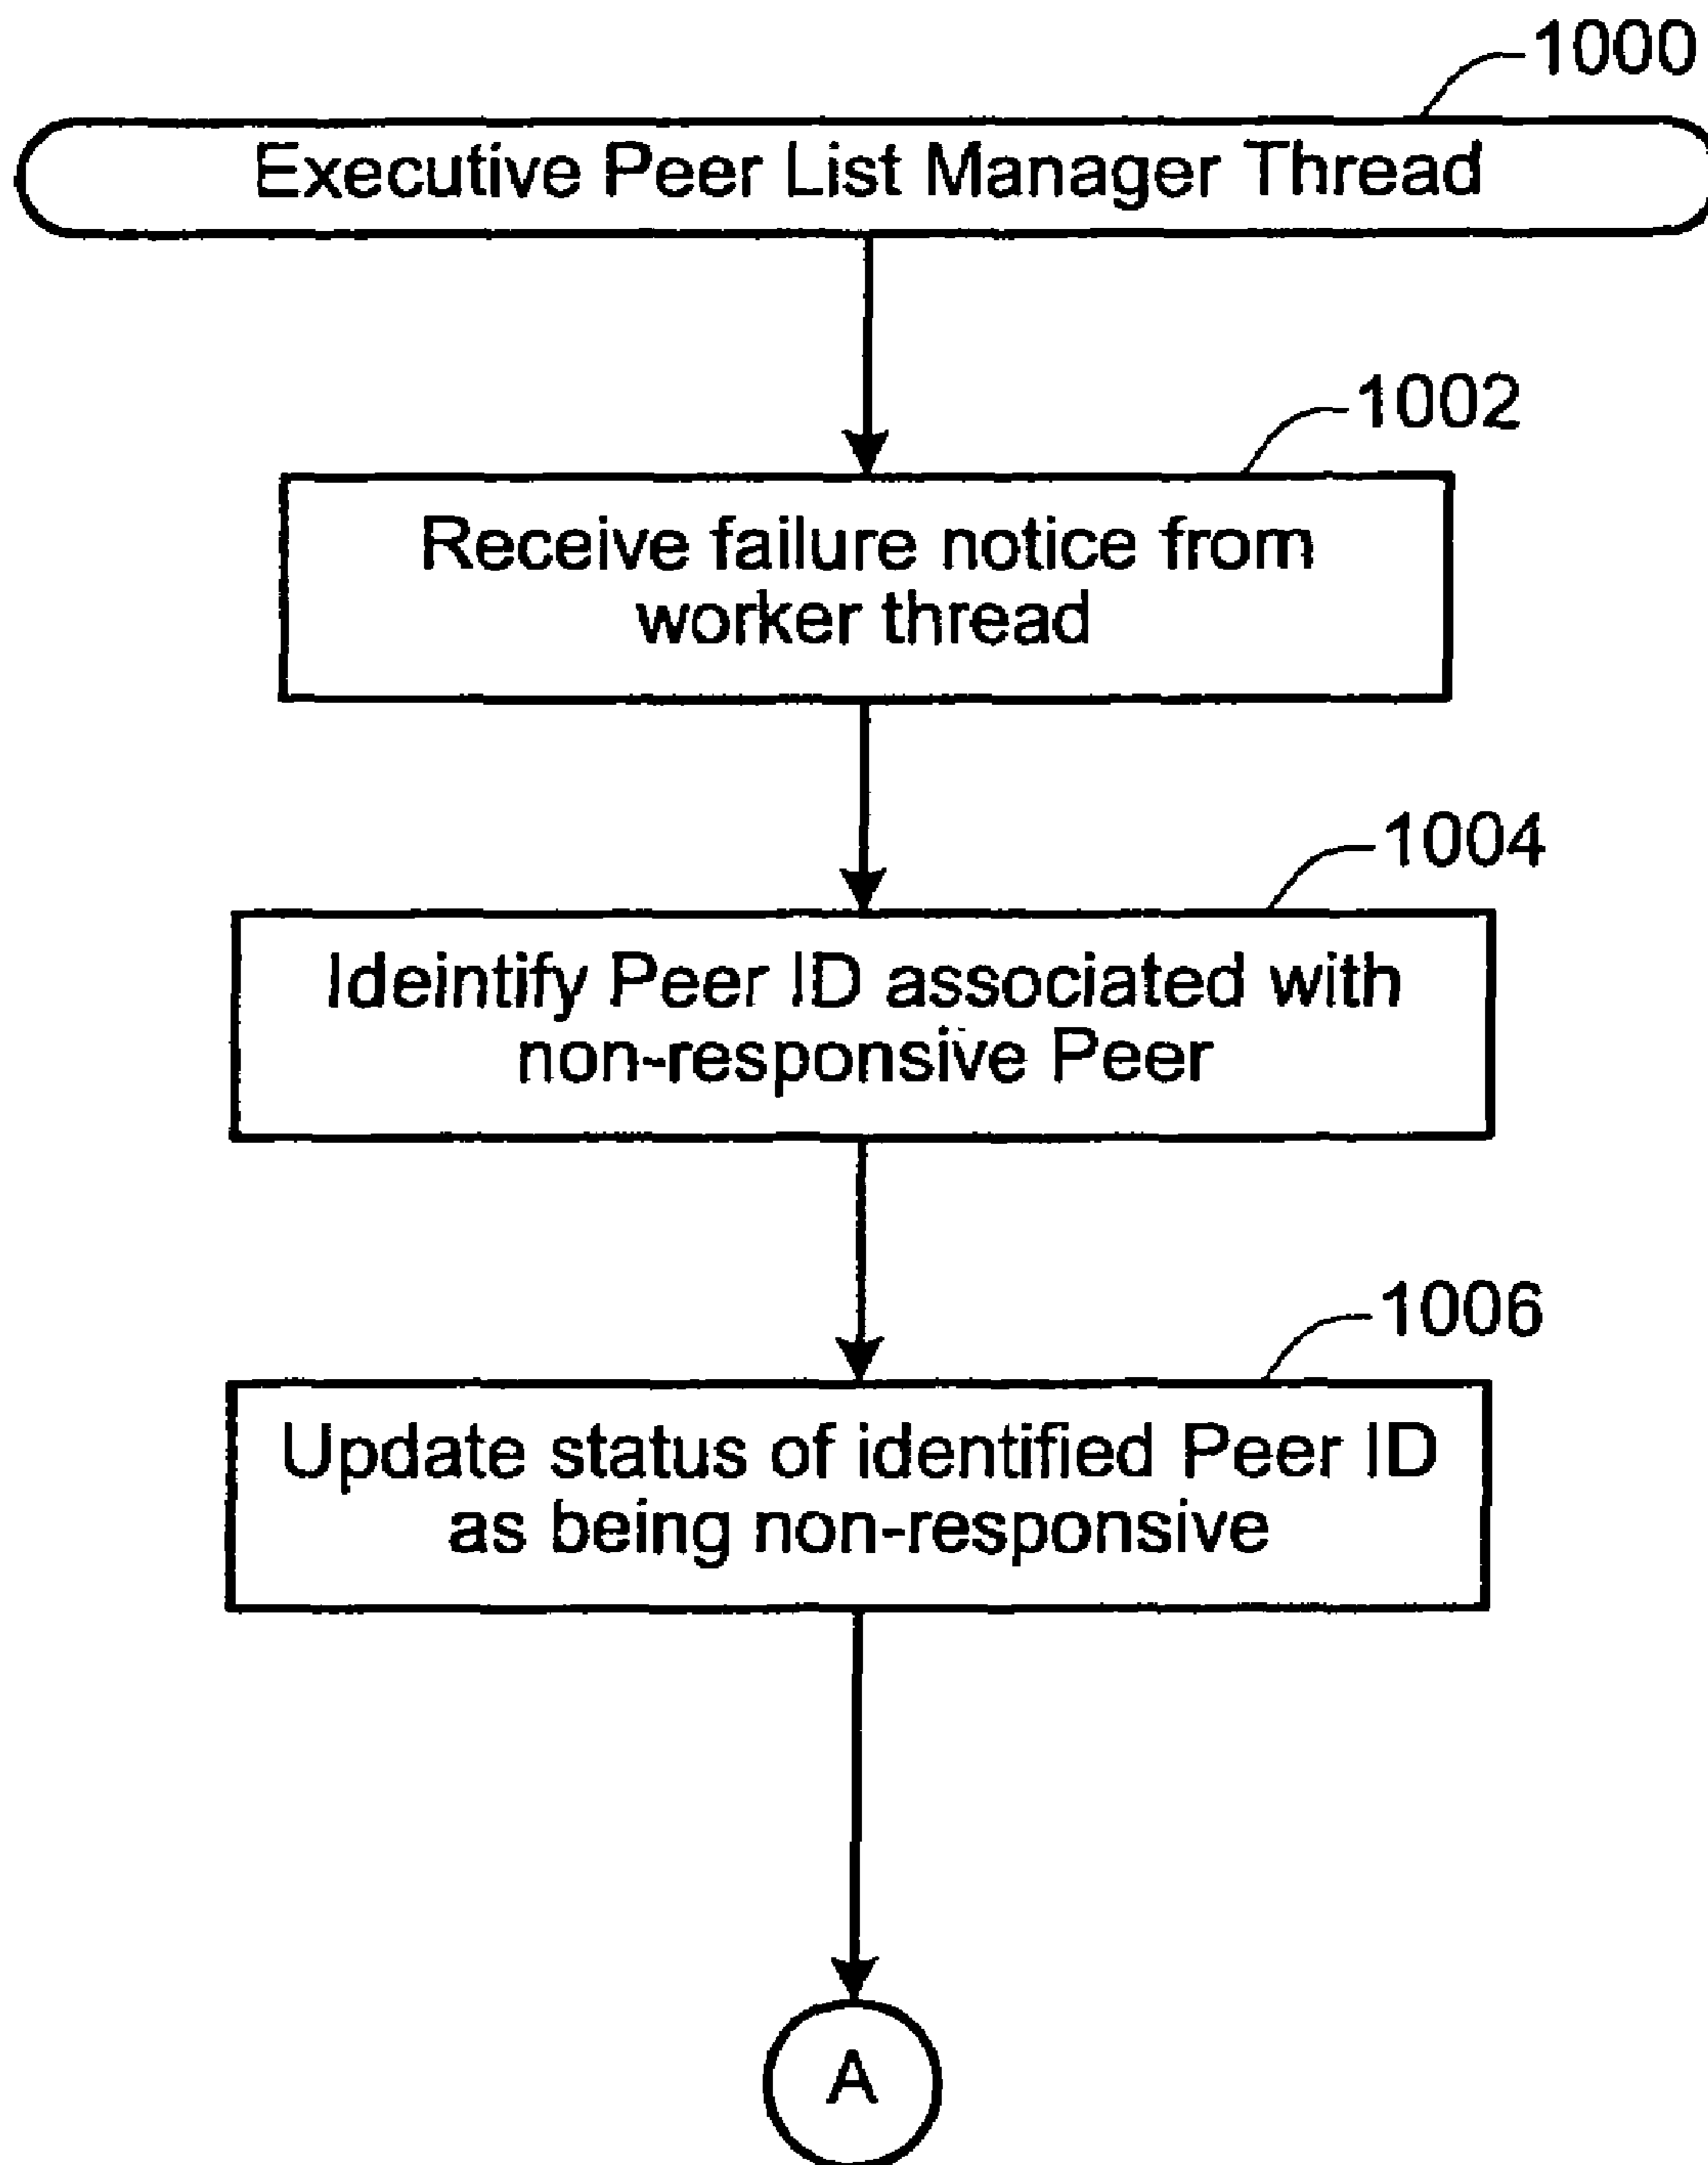 1000
Executive Peer List Manager Thread
1002
Receive failure notice from
worker thread
1004
Ideintify Peer ID associated with
non-responsive Peer
1006
Update status of identified Peer ID
as being non-responsive
A